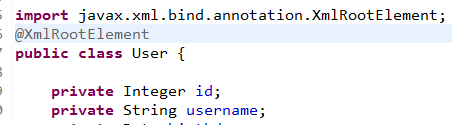 import javax.xml.bind.annotation.XmlRootElement;
@XmlRootElement
public class User {
private Integer id;
private String username;